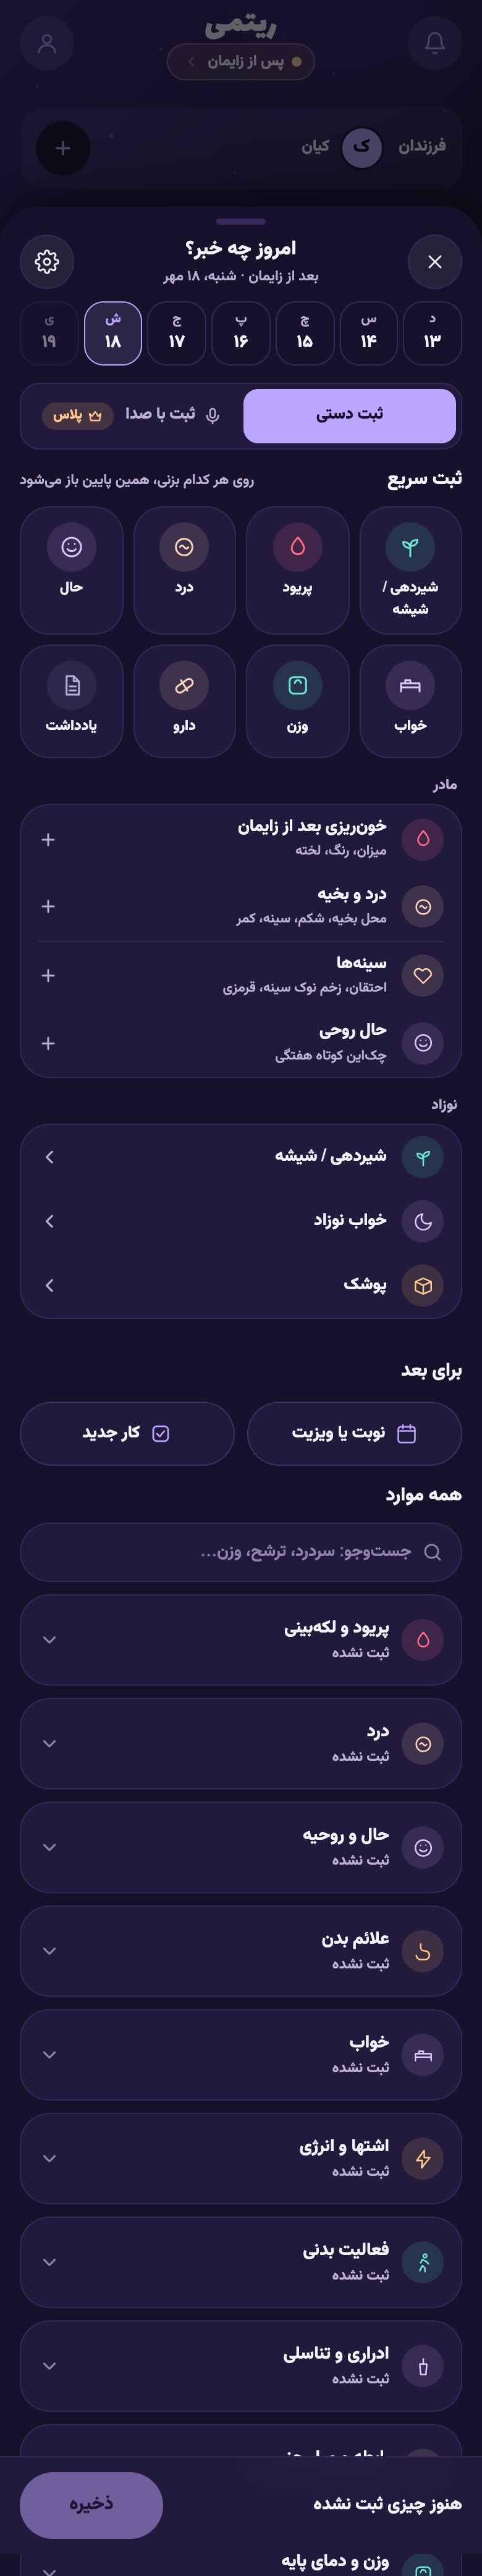 ریتمی
پس از زایمان
فرزندان
ک
کیان
امروز چه خبر؟
بعد از زایمان · شنبه، ۱۸ مهر
د س چ پ ج ش ی
۱۳ ۱۴ ۱۵ ۱۶ ۱۷ ۱۸ ۱۹
ثبت دستی
ثبت با صدا
پلاس
ثبت سریع
روی هر کدام بزنی، همین پایین باز می‌شود
شیردهی / شیشه
پریود
درد
حال
خواب
وزن
دارو
یادداشت
مادر
خون‌ریزی بعد از زایمان
میزان، رنگ، لخته
درد و بخیه
محل بخیه، شکم، سینه، کمر
سینه‌ها
احتقان، زخم نوک سینه، قرمزی
حال روحی
چک‌این کوتاه هفتگی
نوزاد
شیردهی / شیشه
خواب نوزاد
پوشک
برای بعد
نوبت یا ویزیت
کار جدید
همه موارد
جست‌وجو: سردرد، ترشح، وزن…
پریود و لکه‌بینی
ثبت نشده
درد
ثبت نشده
حال و روحیه
ثبت نشده
علائم بدن
ثبت نشده
خواب
ثبت نشده
اشتها و انرژی
ثبت نشده
فعالیت بدنی
ثبت نشده
ادراری و تناسلی
ثبت نشده
هنوز چیزی ثبت نشده
ذخیره
وزن و دمای پایه